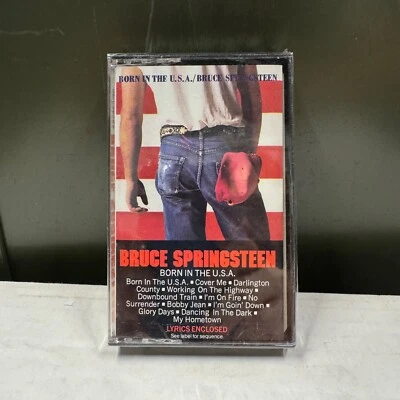 BORN IN THE U.S.A./BRUCE SPRINGSTEEN
BRUCE SPRINGSTEEN
BORN IN THE U.S.A.
Born In The U.S.A. ▪ Cover Me ▪ Darlington
County ▪ Working On The Highway ▪
Downbound Train ▪ I'm On Fire ▪ No
Surrender ▪ Bobby Jean ▪ I'm Goin' Down ▪
Glory Days ▪ Dancing In The Dark ▪
My Hometown
LYRICS ENCLOSED
See label for sequence.